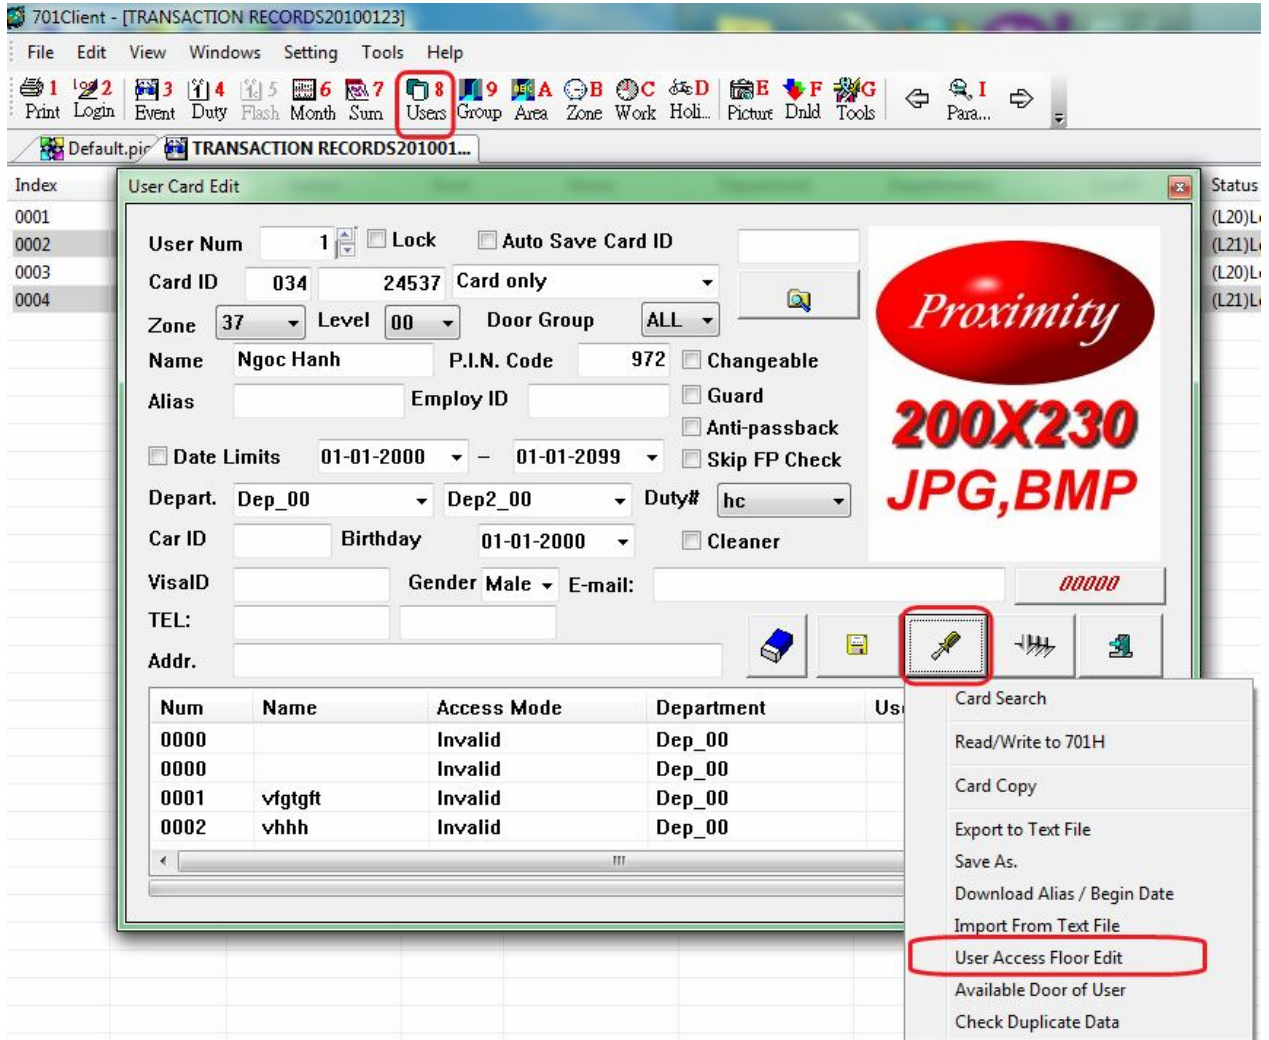 701Client - [TRANSACTION RECORDS20100123]
File Edit View Windows Setting Tools Help
1 2 3 4 5 6 7 8 9 A B C D E F G I
Print Login Event Duty Flash Month Sum Users Group Area Zone Work Holi... Picture Dnld Tools Para...
Default.pic TRANSACTION RECORDS201001...
Index User Card Edit Status
0001 (L20)L
0002 (L21)L
0003 (L20)L
0004 (L21)L
User Num 1 Lock Auto Save Card ID
Card ID 034 24537 Card only
Zone 37 Level 00 Door Group ALL
Name Ngoc Hanh P.I.N. Code 972 Changeable
Alias Employ ID Guard
Anti-passback
Date Limits 01-01-2000 – 01-01-2099 Skip FP Check
Depart. Dep_00 Dep2_00 Duty# hc
Car ID Birthday 01-01-2000 Cleaner
Proximity
200X230
JPG,BMP
VisaID Gender Male E-mail: 00000
TEL:
Addr.
Num Name Access Mode Department Us
0000 Invalid Dep_00
0000 Invalid Dep_00
0001 vfgtgft Invalid Dep_00
0002 vhhh Invalid Dep_00
Card Search
Read/Write to 701H
Card Copy
Export to Text File
Save As.
Download Alias / Begin Date
Import From Text File
User Access Floor Edit
Available Door of User
Check Duplicate Data